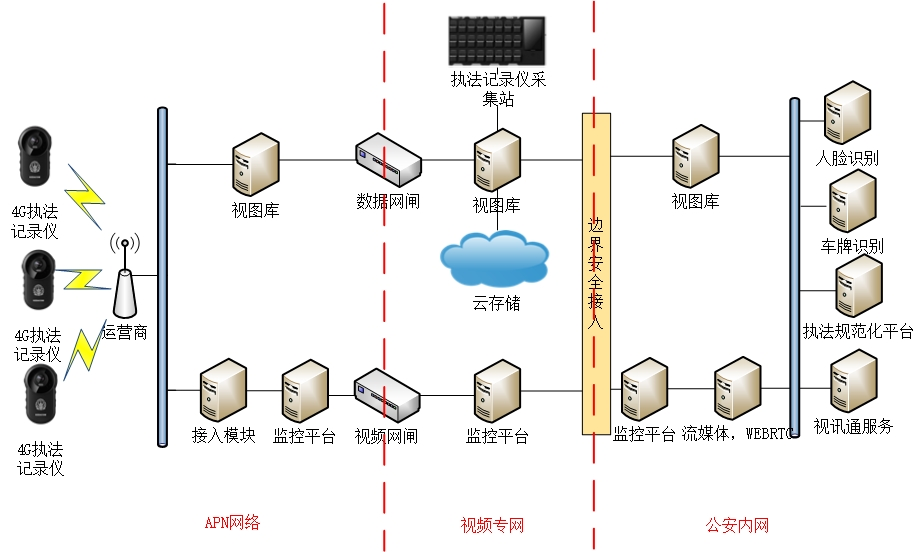 执法记录仪采
集站
人脸识别
4G执法
记录仪
视图库
数据网闸
视图库
视图库
车牌识别
边界安全接入
云存储
4G执法
记录仪
运营商
执法规范化平台
接入模块
监控平台
视频网闸
监控平台
监控平台
流媒体，WEBRTC
视讯通服务
4G执法
记录仪
APN网络
视频专网
公安内网